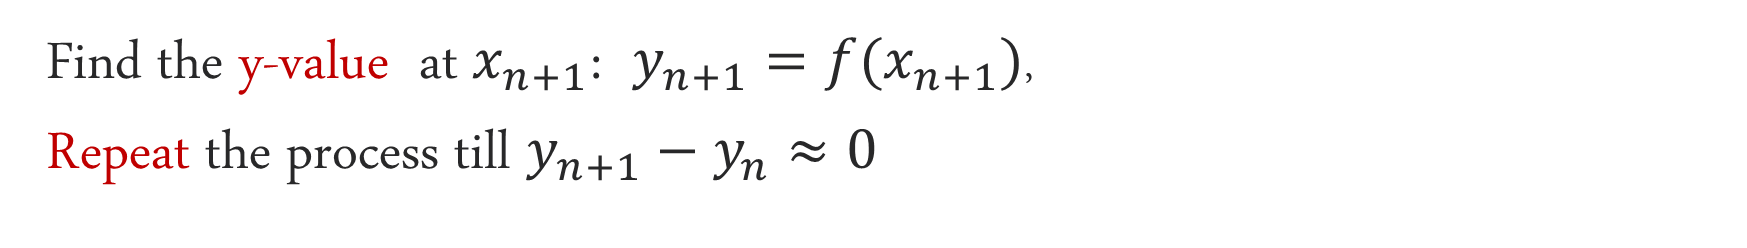 Find the y-value at xₙ₊₁: yₙ₊₁ = f(xₙ₊₁),
Repeat the process till yₙ₊₁ − yₙ ≈ 0